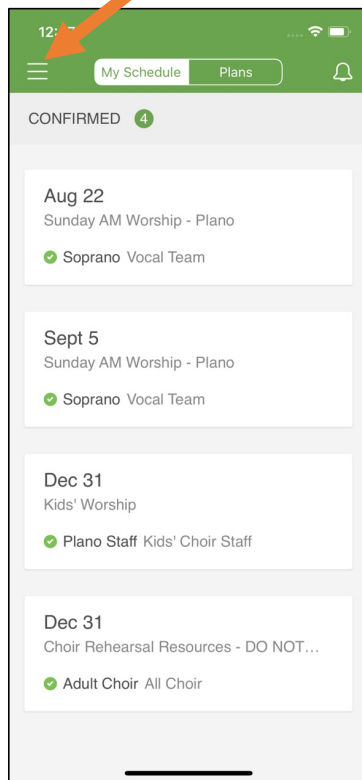 My Schedule Plans
CONFIRMED 4
Aug 22
Sunday AM Worship - Plano
Soprano Vocal Team
Sept 5
Sunday AM Worship - Plano
Soprano Vocal Team
Dec 31
Kids' Worship
Plano Staff Kids' Choir Staff
Dec 31
Choir Rehearsal Resources - DO NOT…
Adult Choir All Choir